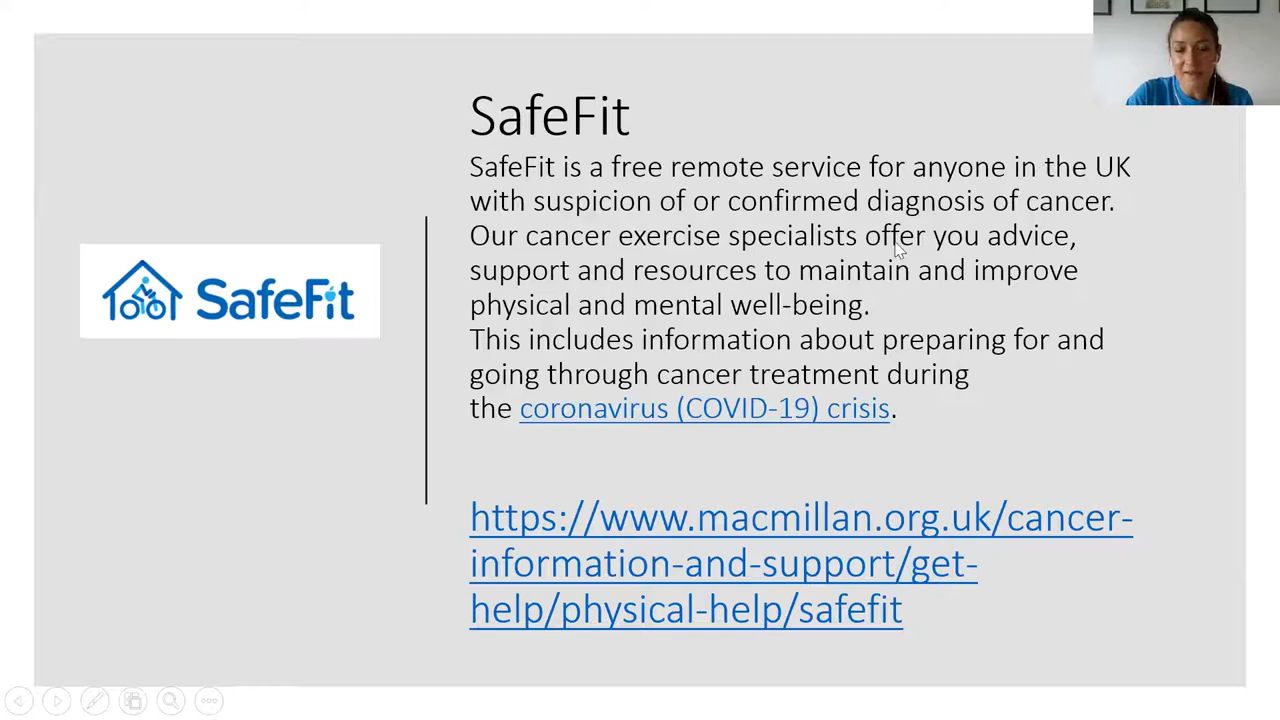 SafeFit
SafeFit is a free remote service for anyone in the UK
with suspicion of or confirmed diagnosis of cancer.
Our cancer exercise specialists offer you advice,
support and resources to maintain and improve
physical and mental well-being.
This includes information about preparing for and
going through cancer treatment during
the coronavirus (COVID-19) crisis.
SafeFit
https://www.macmillan.org.uk/cancer-
information-and-support/get-
help/physical-help/safefit